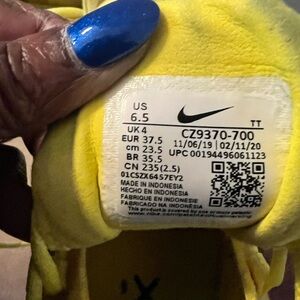 US
6.5
TT
UK 4
CZ9370-700
EUR 37.5
11/06/19 02/11/20
cm 23.5
UPC 00194496061123
BR 35.5
CN 235(2.5)
01CSZX64S7EY2
MADE IN INDONESIA
HECHO EN INDONESIA
FABRIQUE EN INDONESIE
FABRICADO NA INDONÉSIA